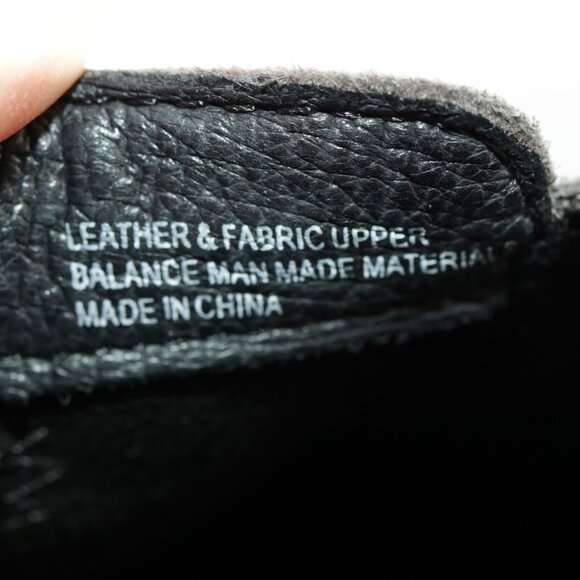 LEATHER & FABRIC UPPER
BALANCE MAN MADE MATERIALS
MADE IN CHINA